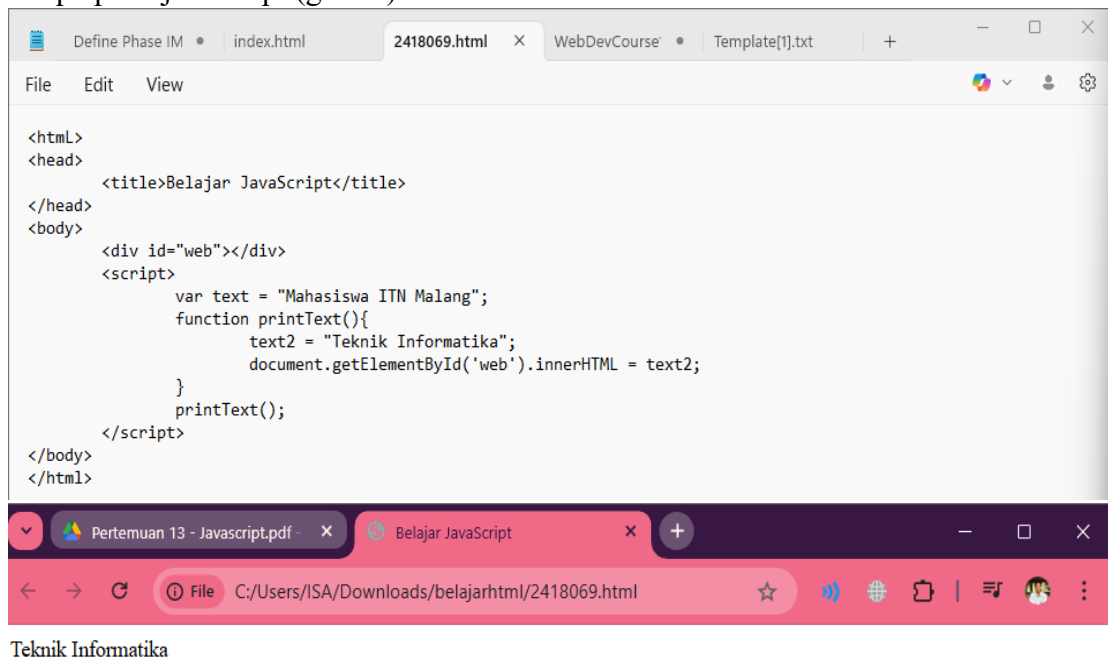 Define Phase IM
index.html
2418069.html
WebDevCourse
Template[1].txt
File Edit View
<html>
<head>
<title>Belajar JavaScript</title>
</head>
<body>
<div id="web"></div>
<script>
var text = "Mahasiswa ITN Malang";
function printText(){
text2 = "Teknik Informatika";
document.getElementById('web').innerHTML = text2;
}
printText();
</script>
</body>
</html>
Pertemuan 13 - Javascript.pdf -
Belajar JavaScript
File C:/Users/ISA/Downloads/belajarhtml/2418069.html
Teknik Informatika